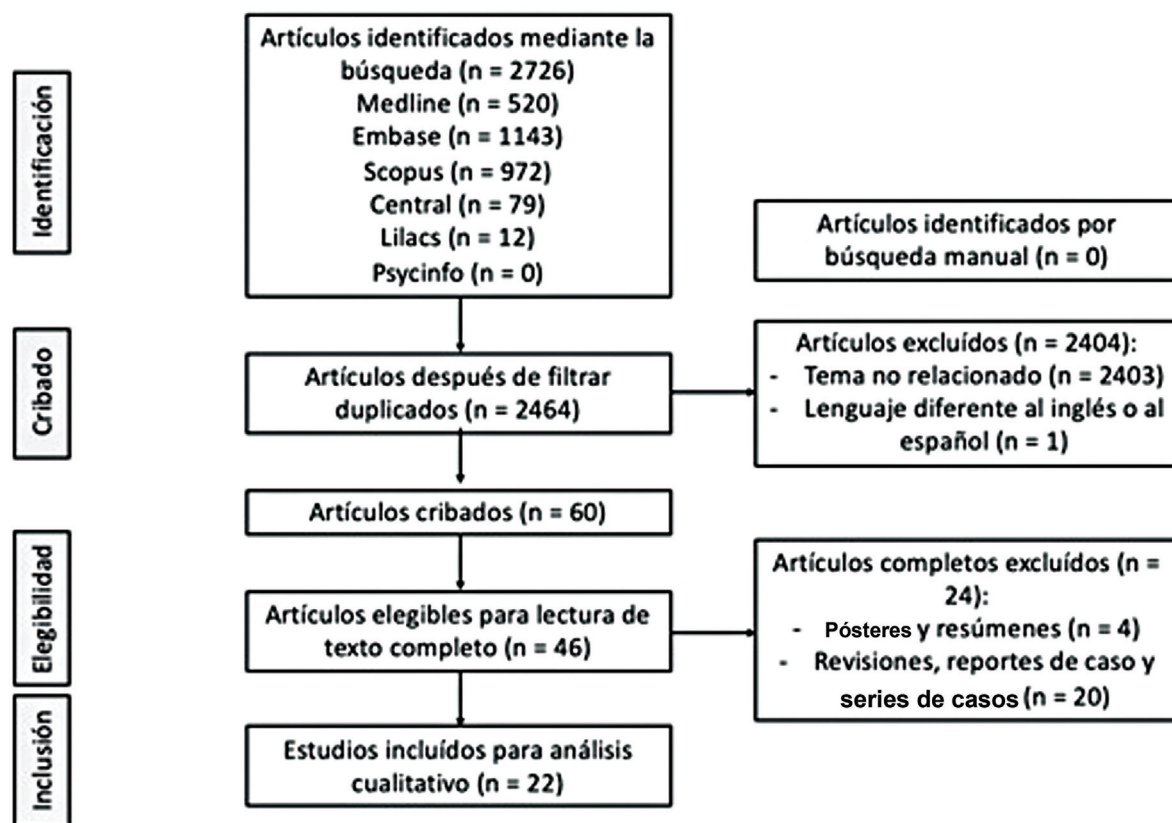 Identificación
Artículos identificados mediante la
búsqueda (n = 2726)
Medline (n = 520)
Embase (n = 1143)
Scopus (n = 972)
Central (n = 79)
Lilacs (n = 12)
Psycinfo (n = 0)
Artículos identificados por
búsqueda manual (n = 0)
Cribado
Artículos después de filtrar
duplicados (n = 2464)
Artículos excluídos (n = 2404):
- Tema no relacionado (n = 2403)
- Lenguaje diferente al inglés o al
español (n = 1)
Artículos cribados (n = 60)
Elegibilidad
Artículos elegibles para lectura de
texto completo (n = 46)
Artículos completos excluídos (n =
24):
- Pósteres y resúmenes (n = 4)
- Revisiones, reportes de caso y
series de casos (n = 20)
Inclusión
Estudios incluídos para análisis
cualitativo (n = 22)